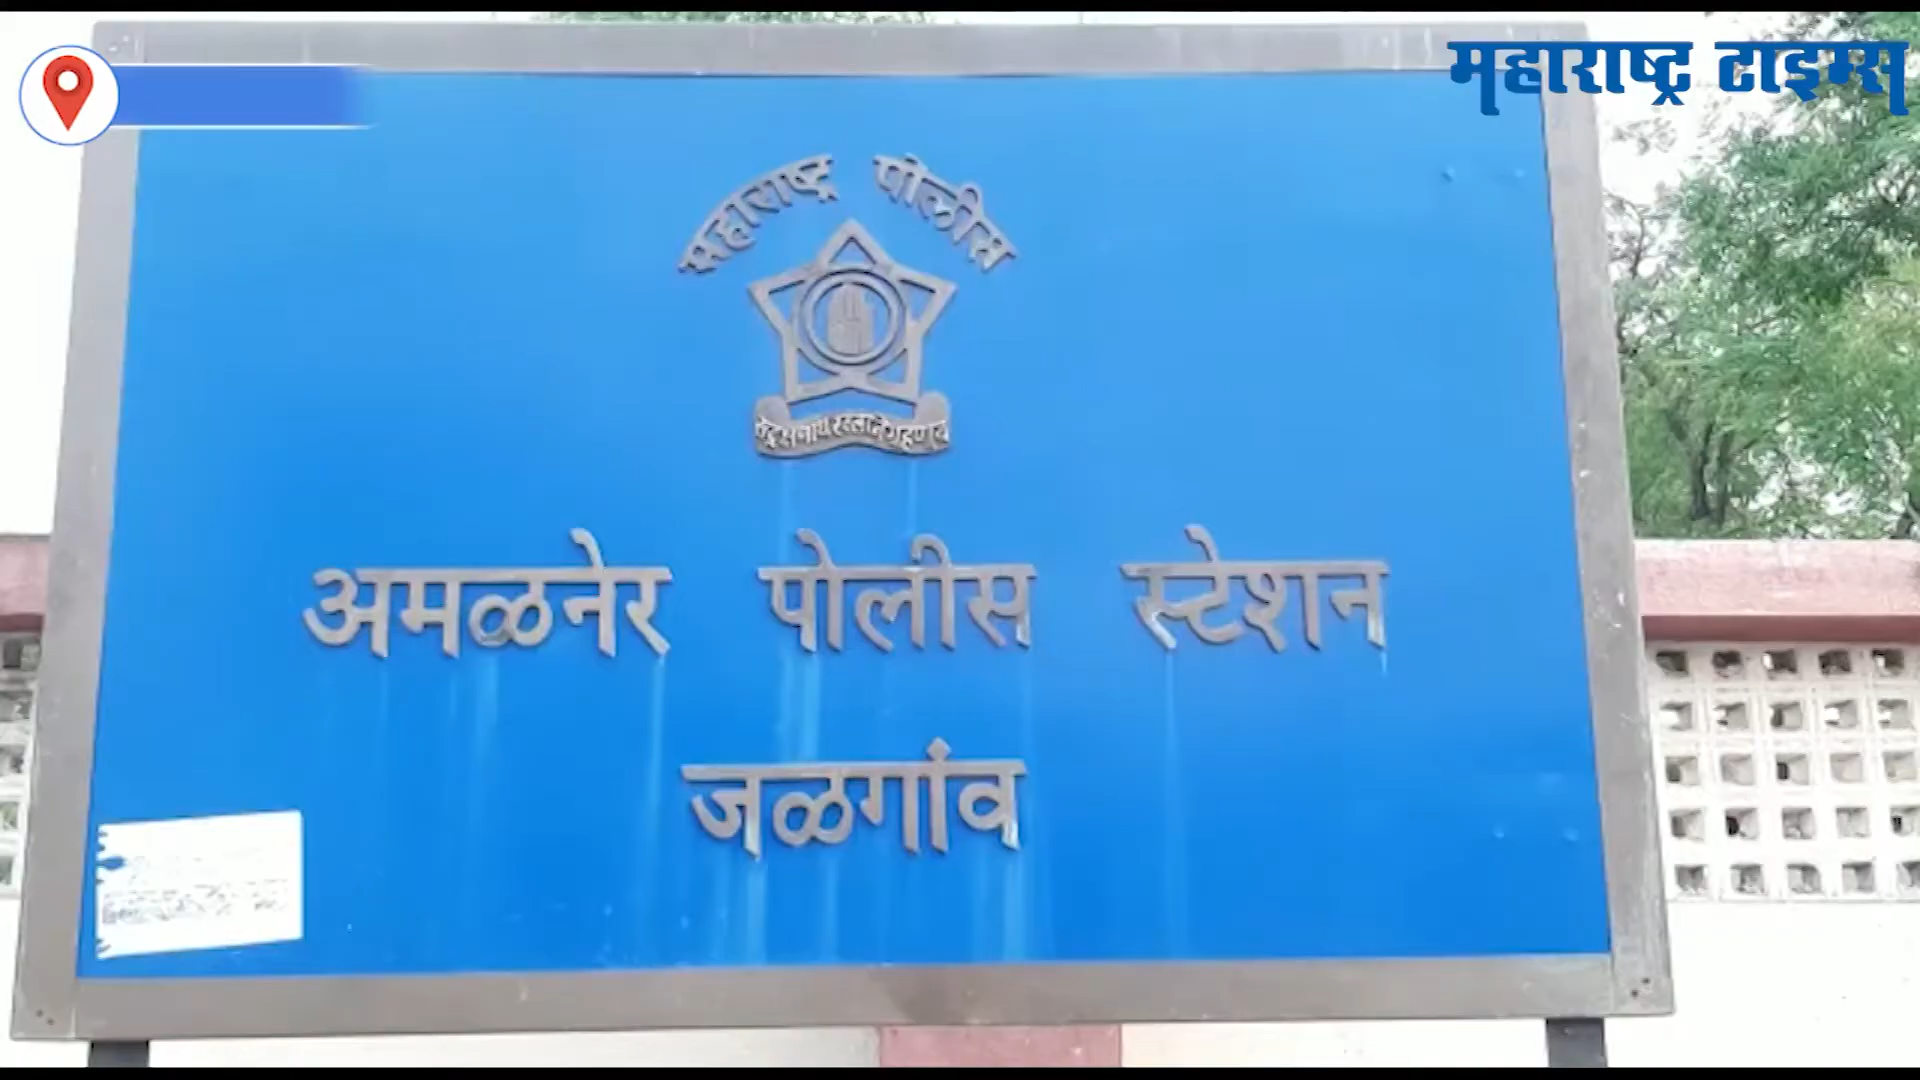 महाराष्ट्र टाइम्स
महाराष्ट्र पोलीस
अमळनेर पोलीस स्टेशन
जळगांव